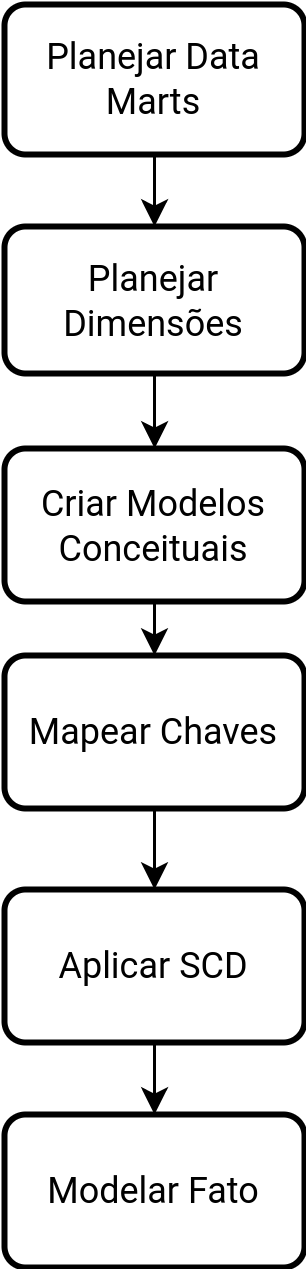 Planejar Data
Marts
Planejar
Dimensões
Criar Modelos
Conceituais
Mapear Chaves
Aplicar SCD
Modelar Fato